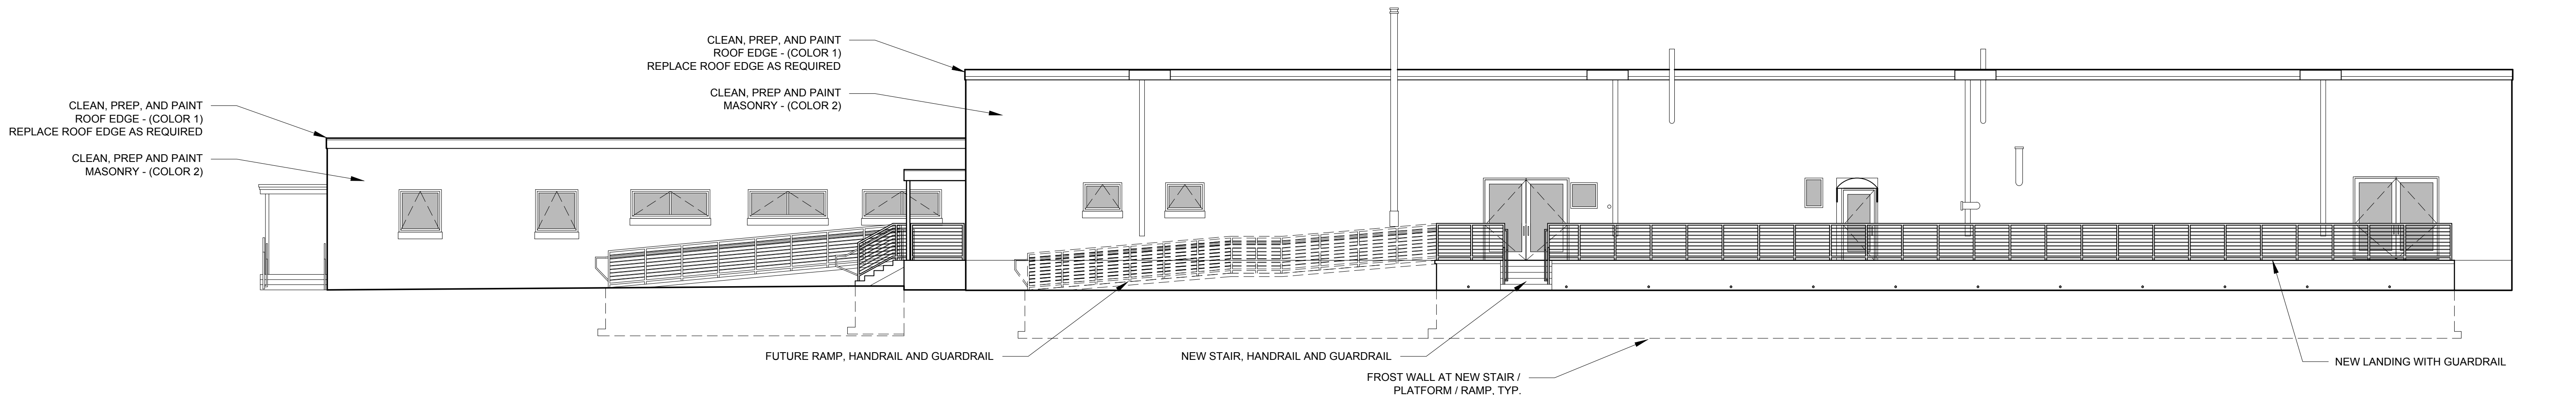 CLEAN, PREP, AND PAINT
ROOF EDGE - (COLOR 1)
REPLACE ROOF EDGE AS REQUIRED
CLEAN, PREP AND PAINT
MASONRY - (COLOR 2)
CLEAN, PREP, AND PAINT
ROOF EDGE - (COLOR 1)
REPLACE ROOF EDGE AS REQUIRED
CLEAN, PREP AND PAINT
MASONRY - (COLOR 2)
FUTURE RAMP, HANDRAIL AND GUARDRAIL
NEW STAIR, HANDRAIL AND GUARDRAIL
FROST WALL AT NEW STAIR /
PLATFORM / RAMP, TYP.
NEW LANDING WITH GUARDRAIL